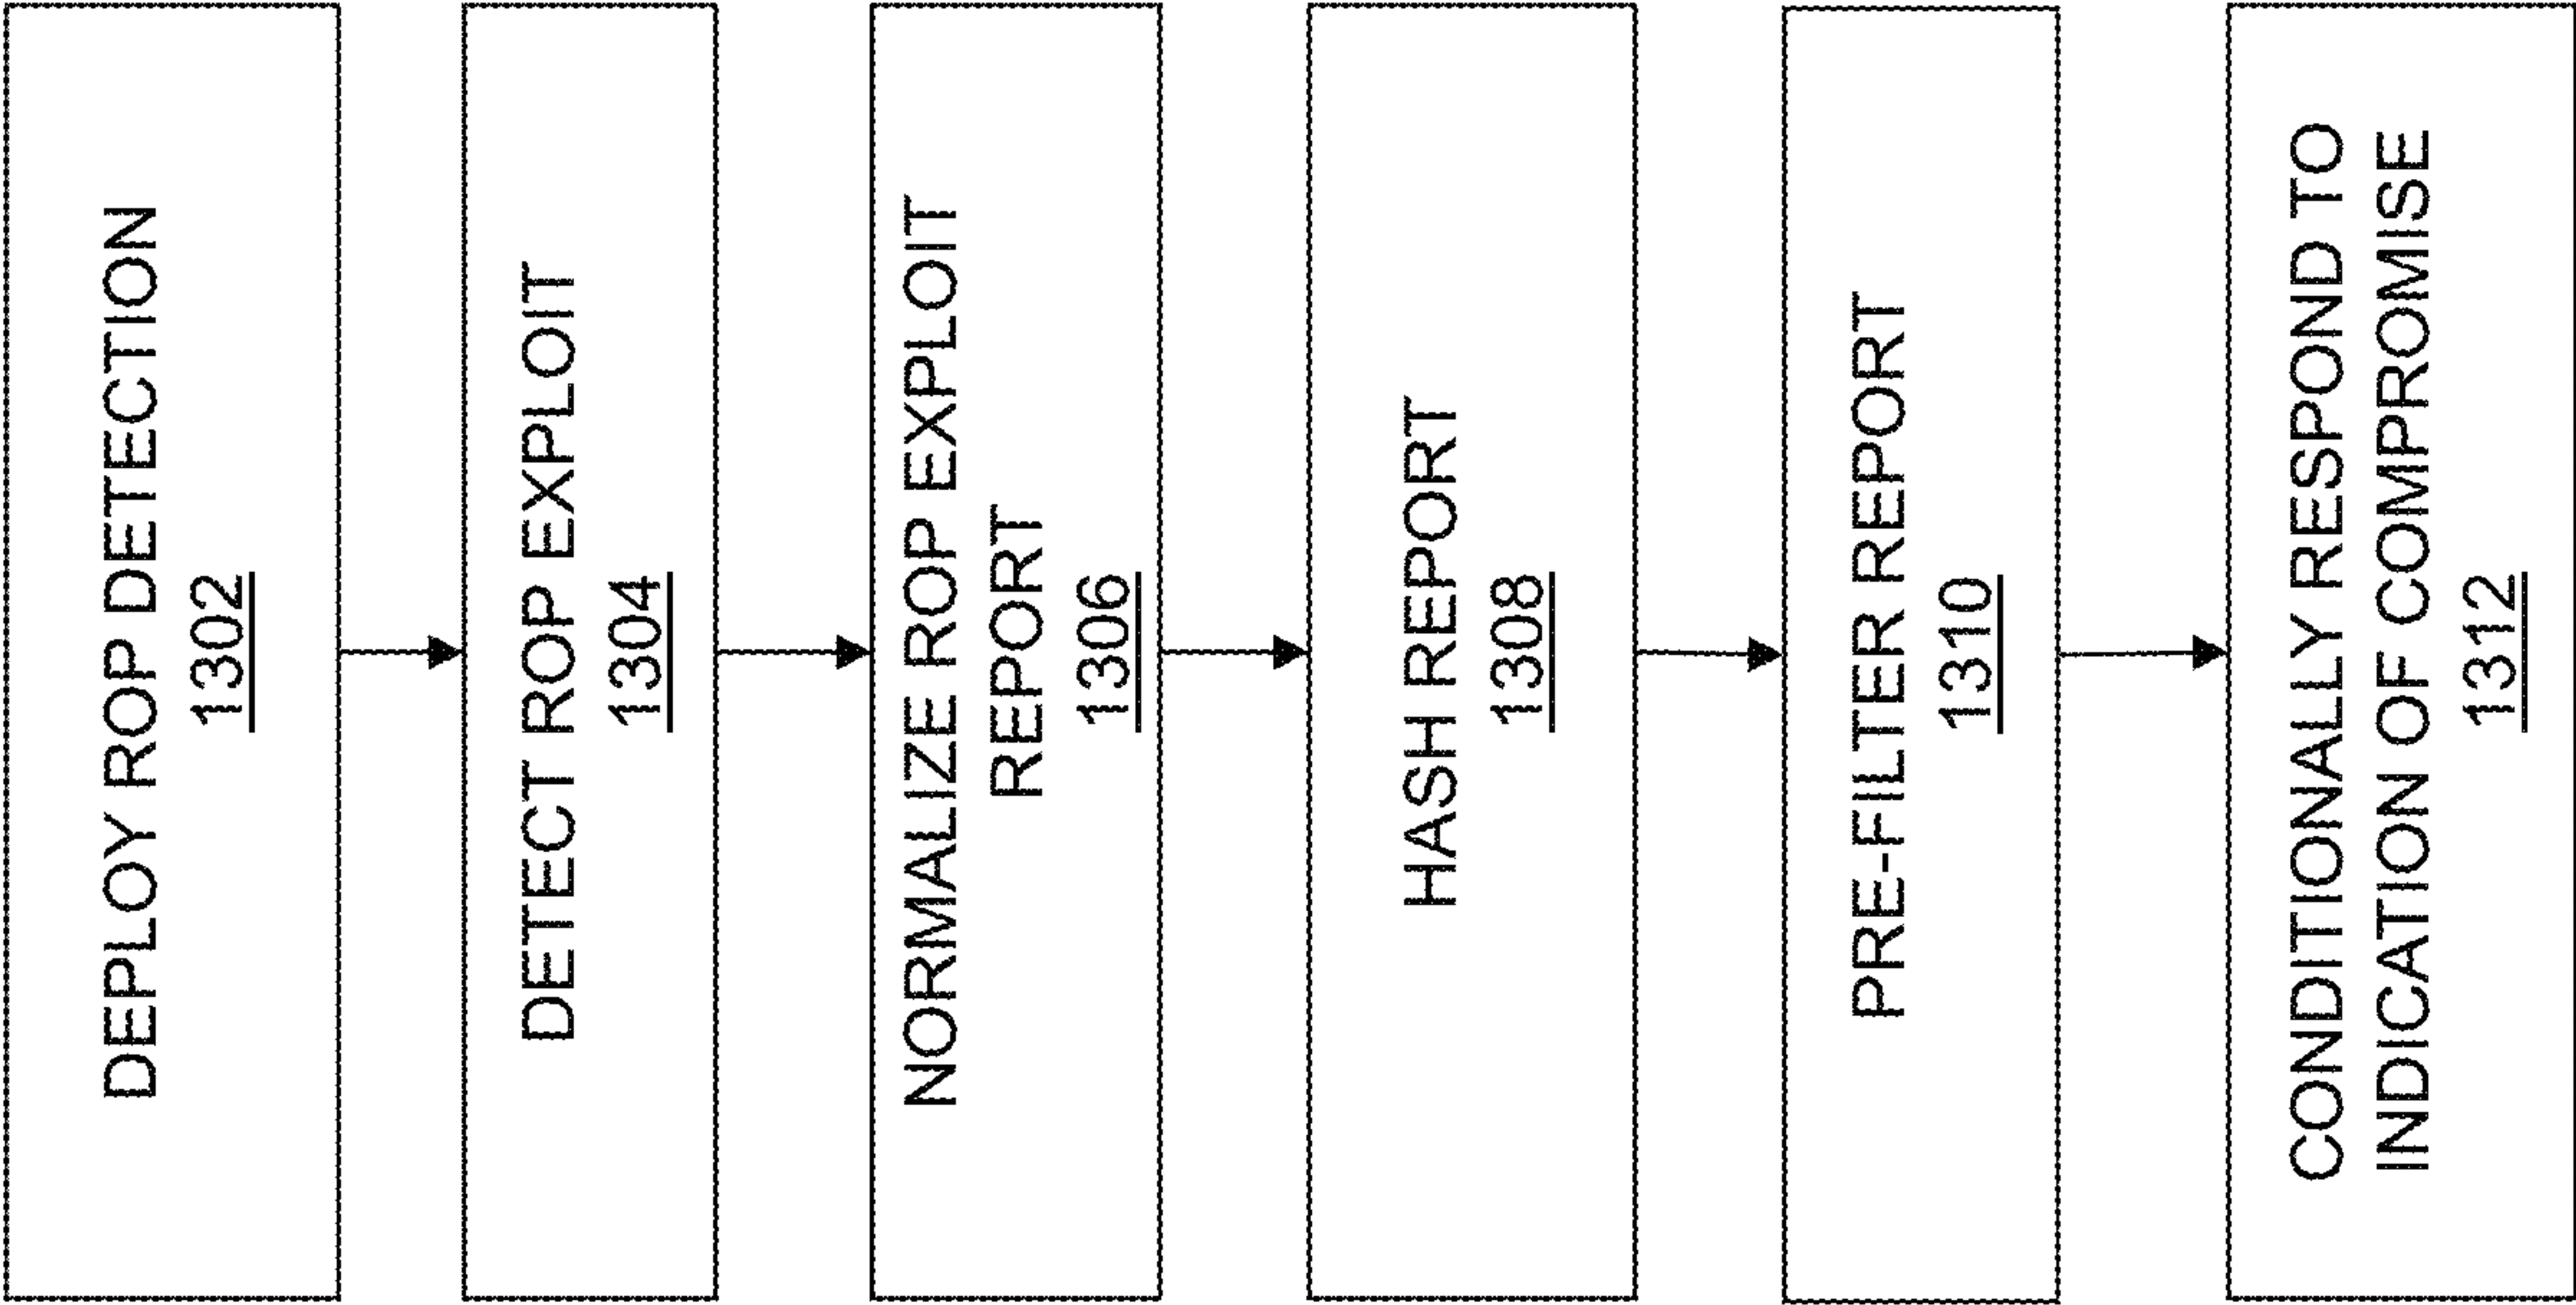 DEPLOY ROP DETECTION
1302
DETECT ROP EXPLOIT
1304
NORMALIZE ROP EXPLOIT
REPORT
1306
HASH REPORT
1308
PRE-FILTER REPORT
1310
CONDITIONALLY RESPOND TO
INDICATION OF COMPROMISE
1312